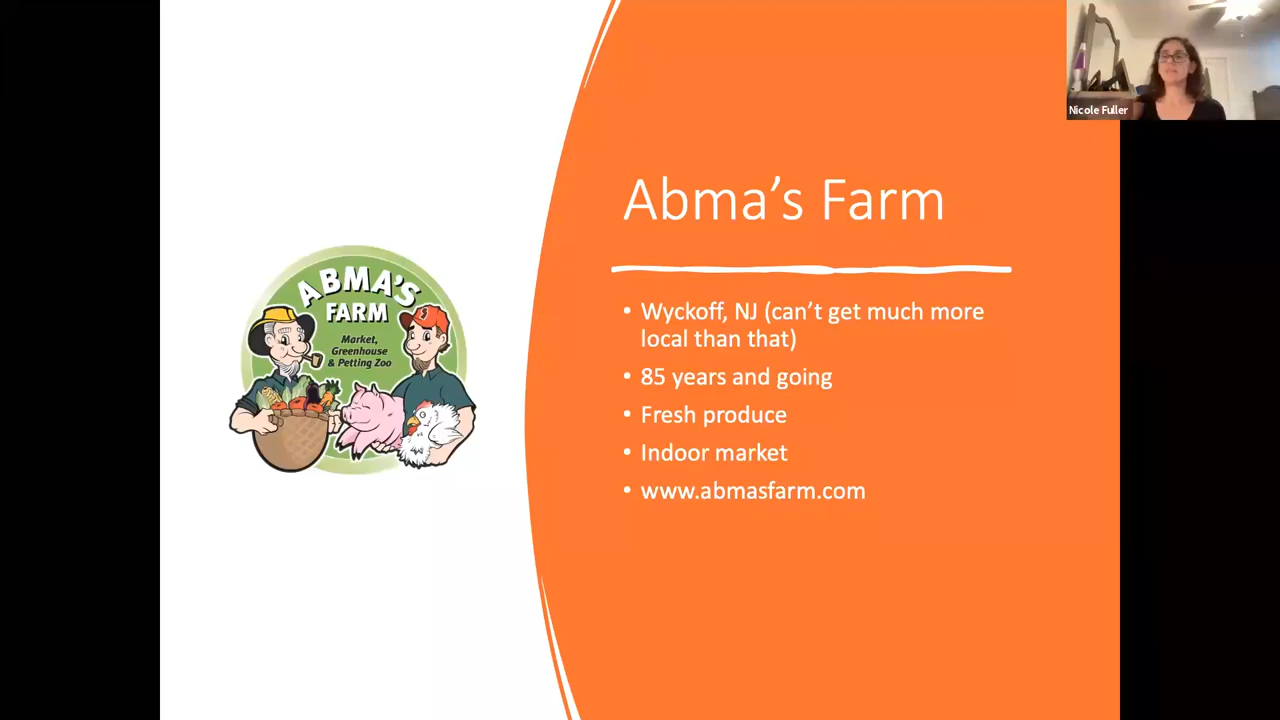 Nicole Fuller
Abma's Farm
• Wyckoff, NJ (can't get much more
local than that)
• 85 years and going
• Fresh produce
• Indoor market
• www.abmasfarm.com
ABMA'S
FARM
Market,
Greenhouse
& Petting Zoo